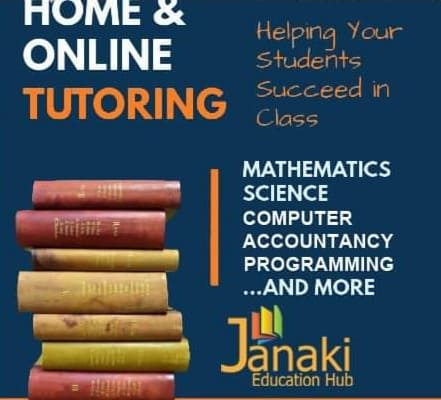 HOME &
ONLINE
TUTORING
Helping Your
Students
Succeed in
Class
MATHEMATICS
SCIENCE
COMPUTER
ACCOUNTANCY
PROGRAMMING
...AND MORE
Janaki
Education Hub